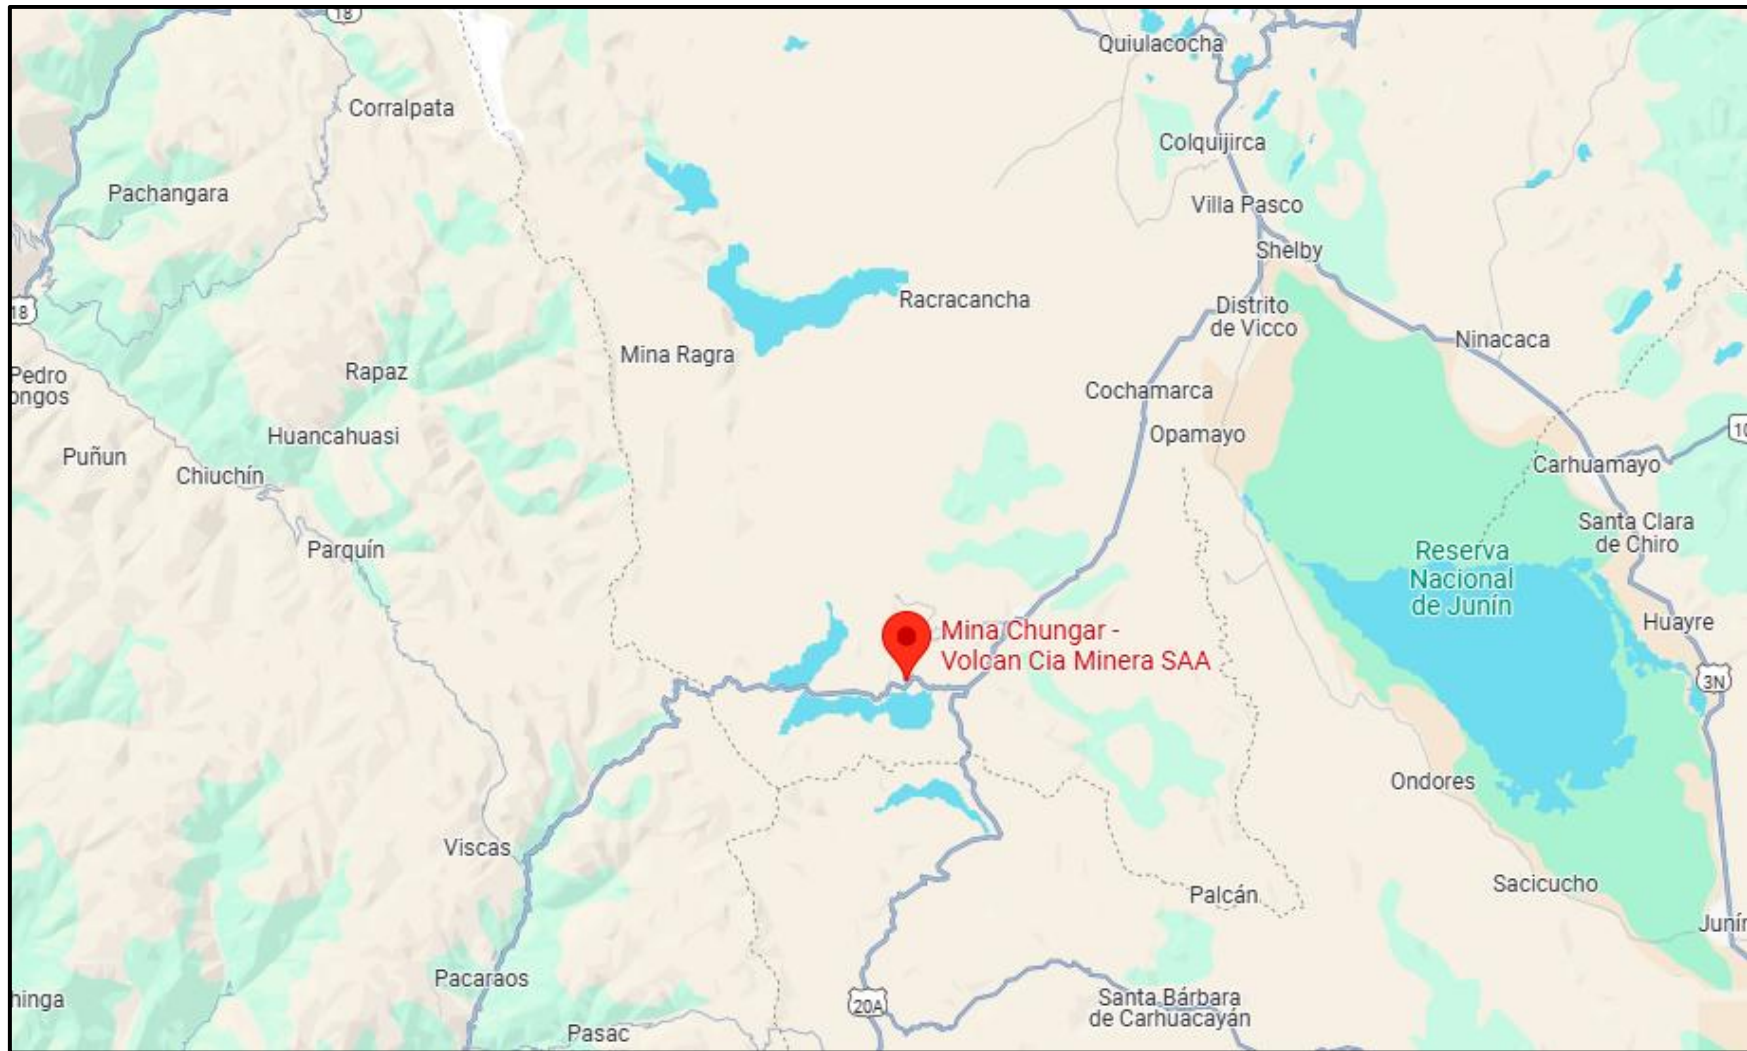 18
Quiulacocha
Corralpata
Colquijirca
Pachangara
Villa Pasco
Shelby
18
Racracancha
Distrito
de Vicco
Ninacaca
Mina Ragra
Pedro
ongos
Rapaz
Cochamarca
10
Huancahuasi
Opamayo
Puñun
Chiuchín
Carhuamayo
Santa Clara
de Chiro
Parquín
Reserva
Nacional
de Junín
Huayre
Mina Chungar -
Volcan Cia Minera SAA
3N
Ondores
Viscas
Sacicucho
Palcán
Junín
Pacaraos
hinga
20A
Santa Bárbara
de Carhuacayán
Pasac